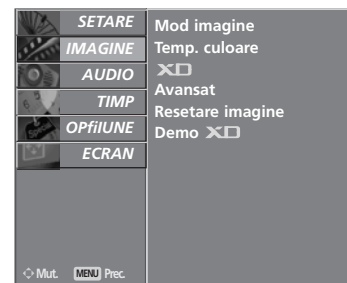 SETARE
IMAGINE
AUDIO
TIMP
OPfiIUNE
ECRAN
Mut.
MENU Prec.
Mod imagine
Temp. culoare
XD
Avansat
Resetare imagine
Demo XD